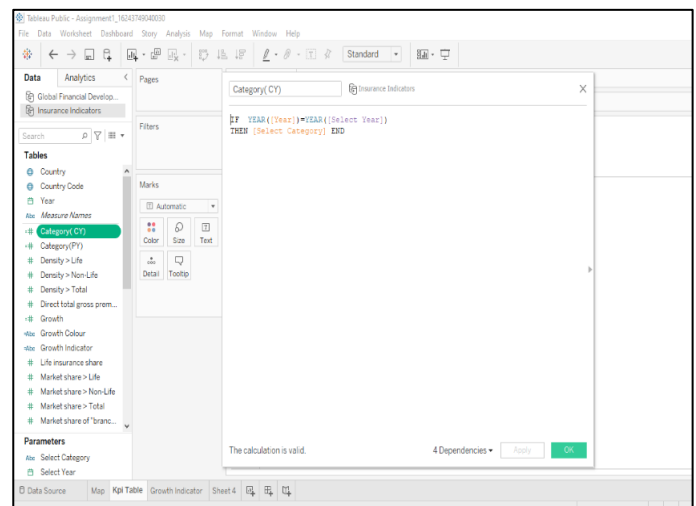 Tableau Public - Assignment1_16243749040030
File Data Worksheet Dashboard Story Analysis Map Format Window Help
Standard
Data Analytics
Pages
Global Financial Develop...
Insurance Indicators
Search
Tables
Country
Country Code
Year
Abc Measure Names
=# Category( CY)
=# Category(PY)
# Density > Life
# Density > Non-Life
# Density > Total
# Direct total gross prem...
=# Growth
=Abc Growth Colour
=Abc Growth Indicator
# Life insurance share
# Market share > Life
# Market share > Non-Life
# Market share > Total
# Market share of "branc...
Parameters
Abc Select Category
Select Year
Filters
Marks
Automatic
Color Size Text
Detail Tooltip
Category( CY) Insurance Indicators
IF YEAR([Year])=YEAR([Select Year])
THEN [Select Category] END
The calculation is valid. 4 Dependencies Apply OK
Data Source Map Kpi Table Growth Indicator Sheet 4